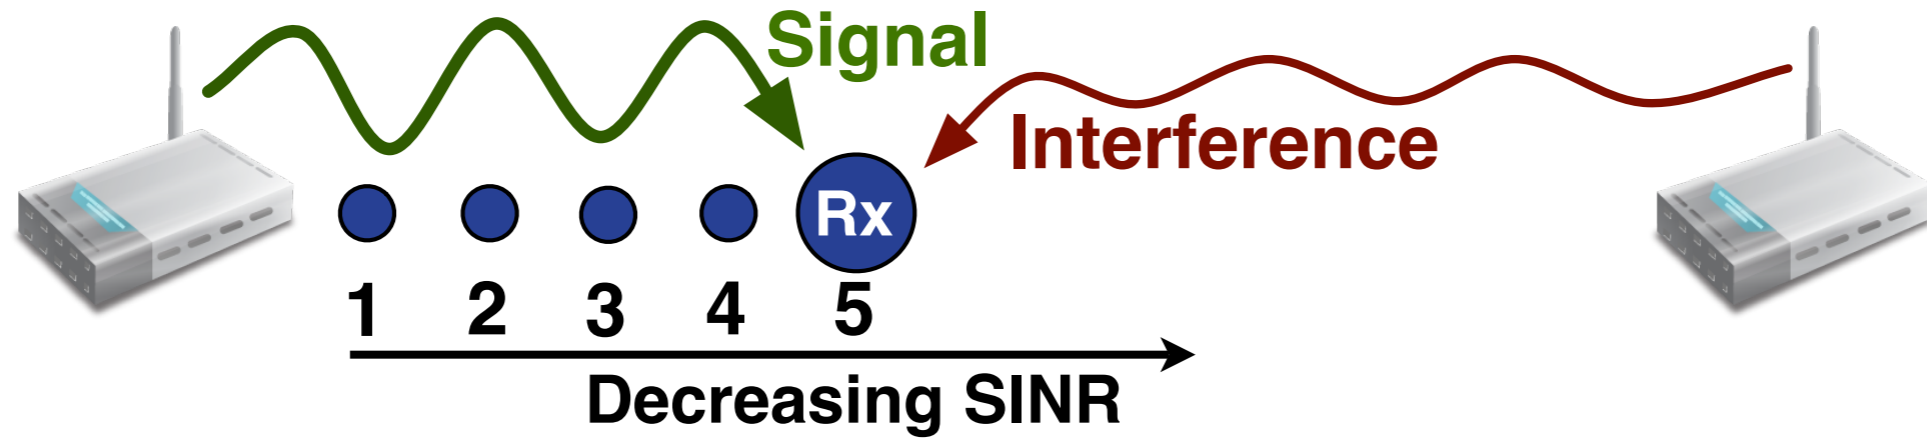 Signal
Interference
Rx
1 2 3 4 5
Decreasing SINR